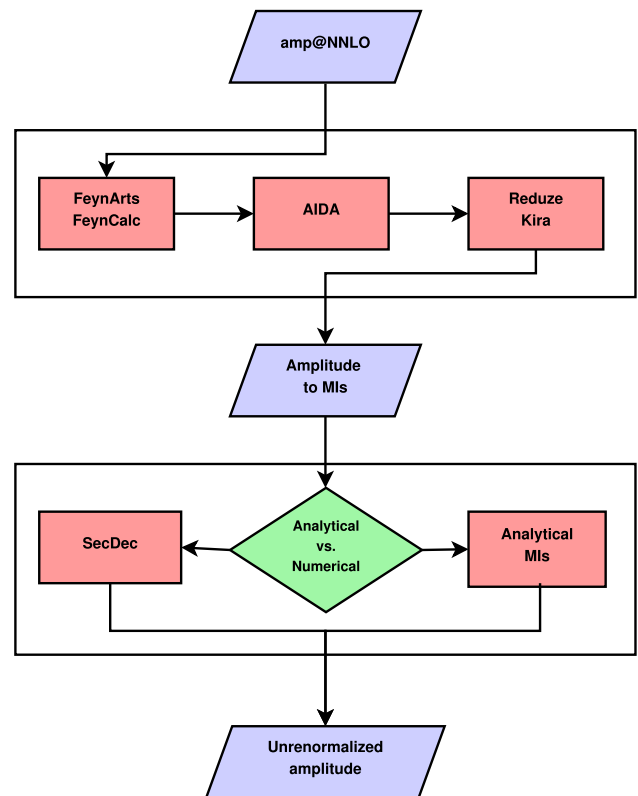 amp@NNLO
FeynArts
FeynCalc
AIDA
Reduze
Kira
Amplitude
to MIs
SecDec
Analytical
vs.
Numerical
Analytical
MIs
Unrenormalized
amplitude